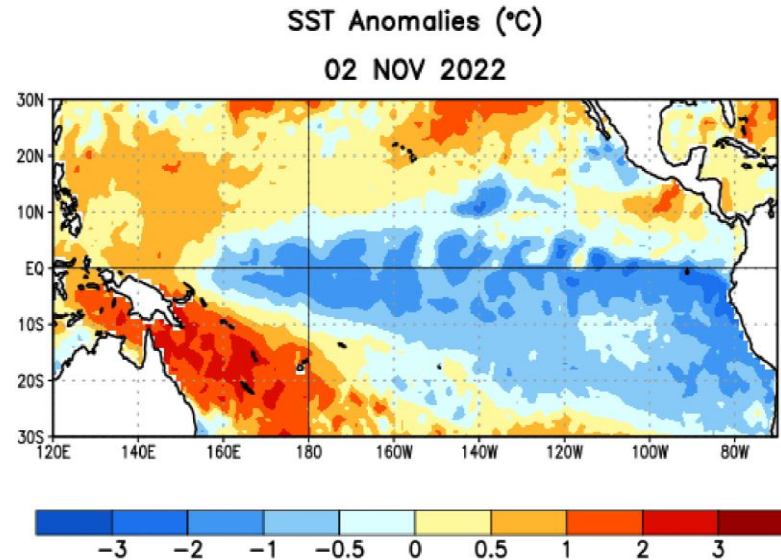 SST Anomalies (°C)
02 NOV 2022
30N
20N
10N
EQ
10S
20S
30S
120E 140E 160E 180 160W 140W 120W 100W 80W
-3 -2 -1 -0.5 0 0.5 1 2 3